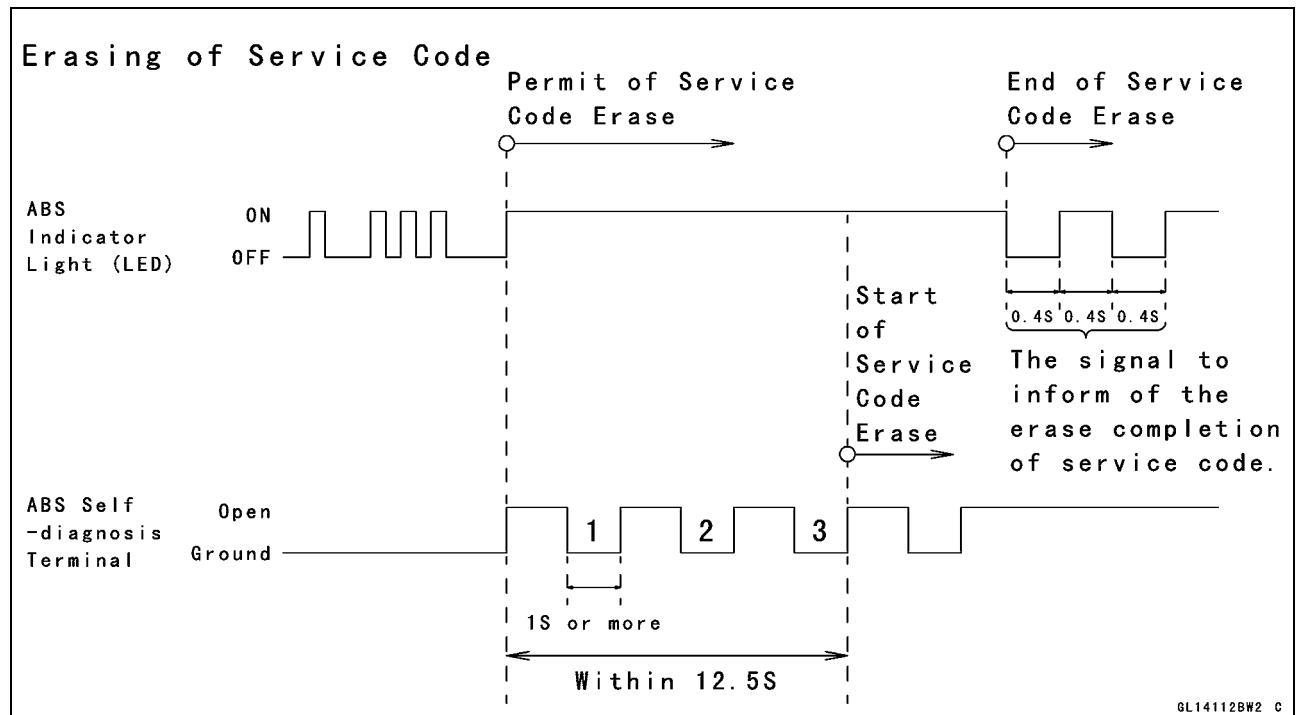 Erasing of Service Code
Permit of Service
Code Erase
End of Service
Code Erase
ABS
Indicator
Light (LED)
ON
OFF
Start
of
Service
Code
Erase
0.4S 0.4S 0.4S
The signal to
inform of the
erase completion
of service code.
ABS Self
-diagnosis
Terminal
Open
Ground
1 2 3
1S or more
Within 12.5S
GL14112BW2 C